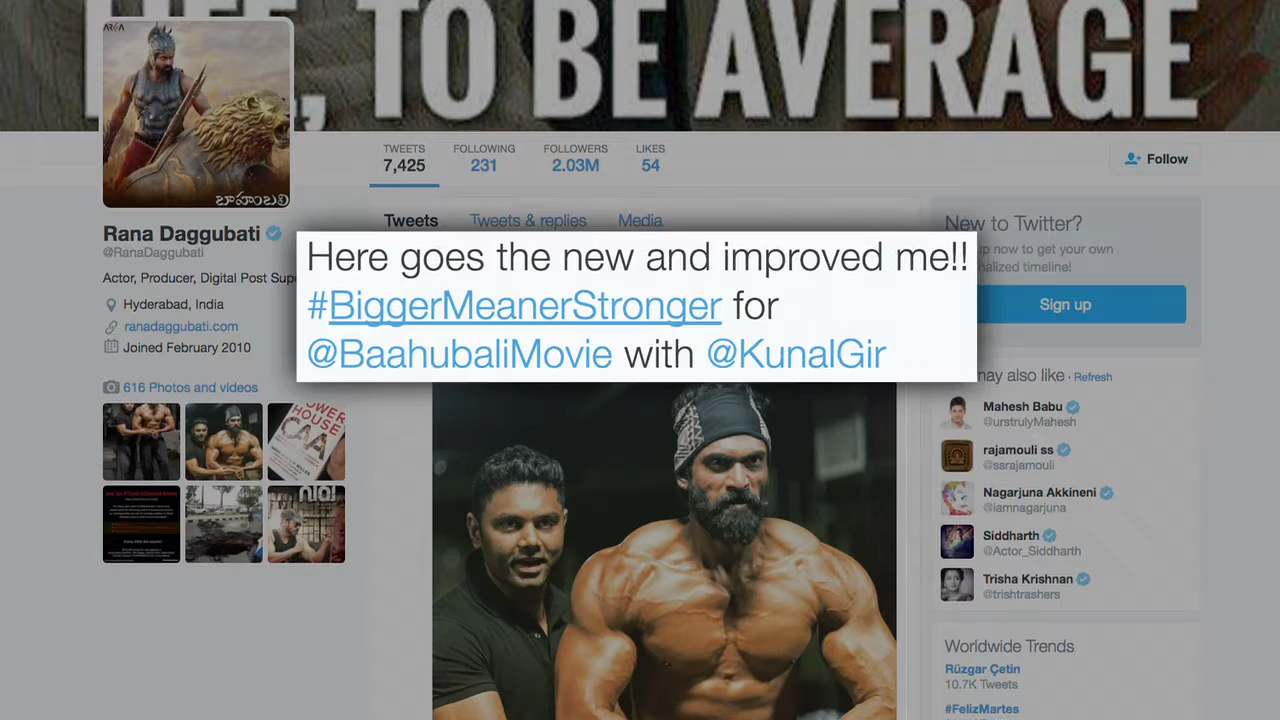 LIFE, TO BE AVERAGE
ARKA
బాహుబలి
TWEETS
7,425
FOLLOWING
231
FOLLOWERS
2.03M
LIKES
54
Follow
Tweets
Tweets & replies
Media
Rana Daggubati
@RanaDaggubati
Actor, Producer, Digital Post Supe
Hyderabad, India
ranadaggubati.com
Joined February 2010
616 Photos and videos
Here goes the new and improved me!!
#BiggerMeanerStronger for
@BaahubaliMovie with @KunalGir
New to Twitter?
up now to get your own
nalized timeline!
Sign up
may also like · Refresh
Mahesh Babu
@urstrulyMahesh
rajamouli ss
@ssrajamouli
Nagarjuna Akkineni
@iamnagarjuna
Siddharth
@Actor_Siddharth
Trisha Krishnan
@trishtrashers
Worldwide Trends
Rüzgar Çetin
10.7K Tweets
#FelizMartes